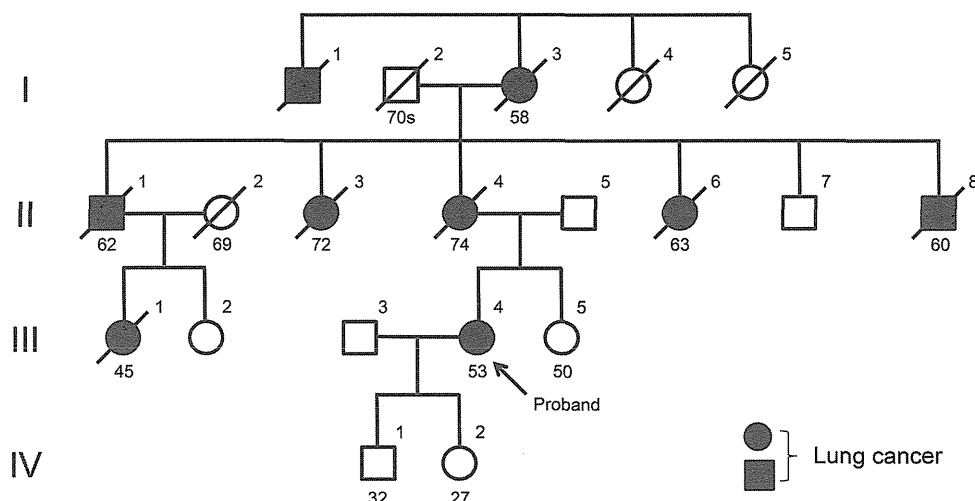 1 2 3 4 5
I
70s 58
1 2 3 4 5 6 7 8
II
62 69 72 74 63 60
1 2 3 4 5
III
45 53 50
Proband
1 2
IV
32 27
Lung cancer